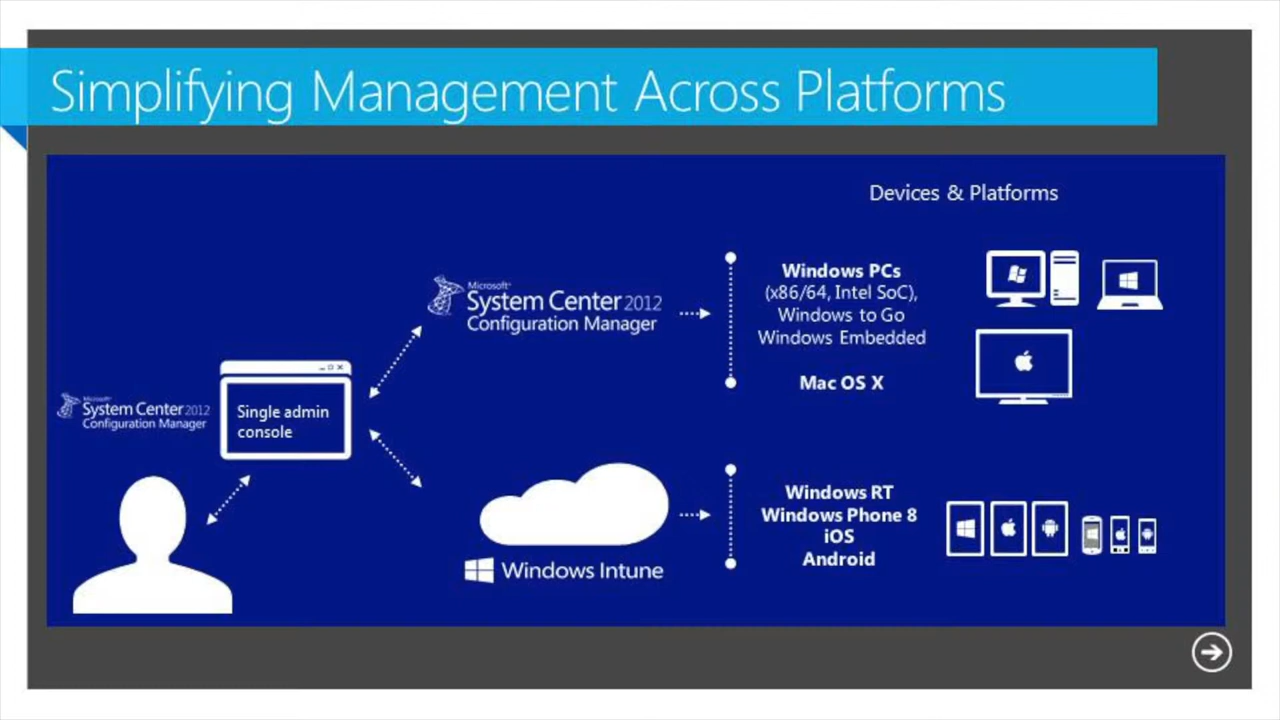 Simplifying Management Across Platforms
Devices & Platforms
Microsoft
System Center 2012
Configuration Manager
Single admin
console
Microsoft®
System Center 2012
Configuration Manager
Windows PCs
(x86/64, Intel SoC),
Windows to Go
Windows Embedded
Mac OS X
Windows Intune
Windows RT
Windows Phone 8
iOS
Android